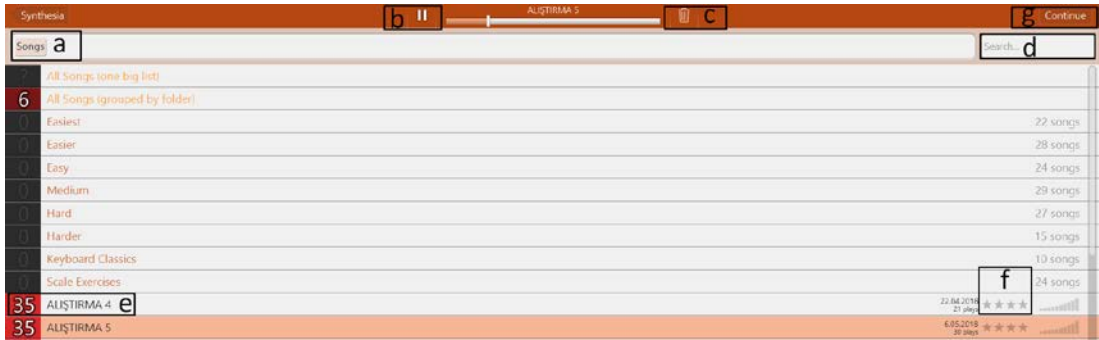 Synthesia b ALIŞTIRMA 5 c g Continue
Songs a Search... d
? All Songs (one big list)
6 All Songs (grouped by folder)
0 Easiest 22 songs
0 Easier 28 songs
0 Easy 24 songs
0 Medium 29 songs
0 Hard 27 songs
0 Harder 15 songs
0 Keyboard Classics 10 songs
0 Scale Exercises f 24 songs
35 ALIŞTIRMA 4 e 22.04.2018
21 plays
35 ALIŞTIRMA 5 6.05.2018
30 plays